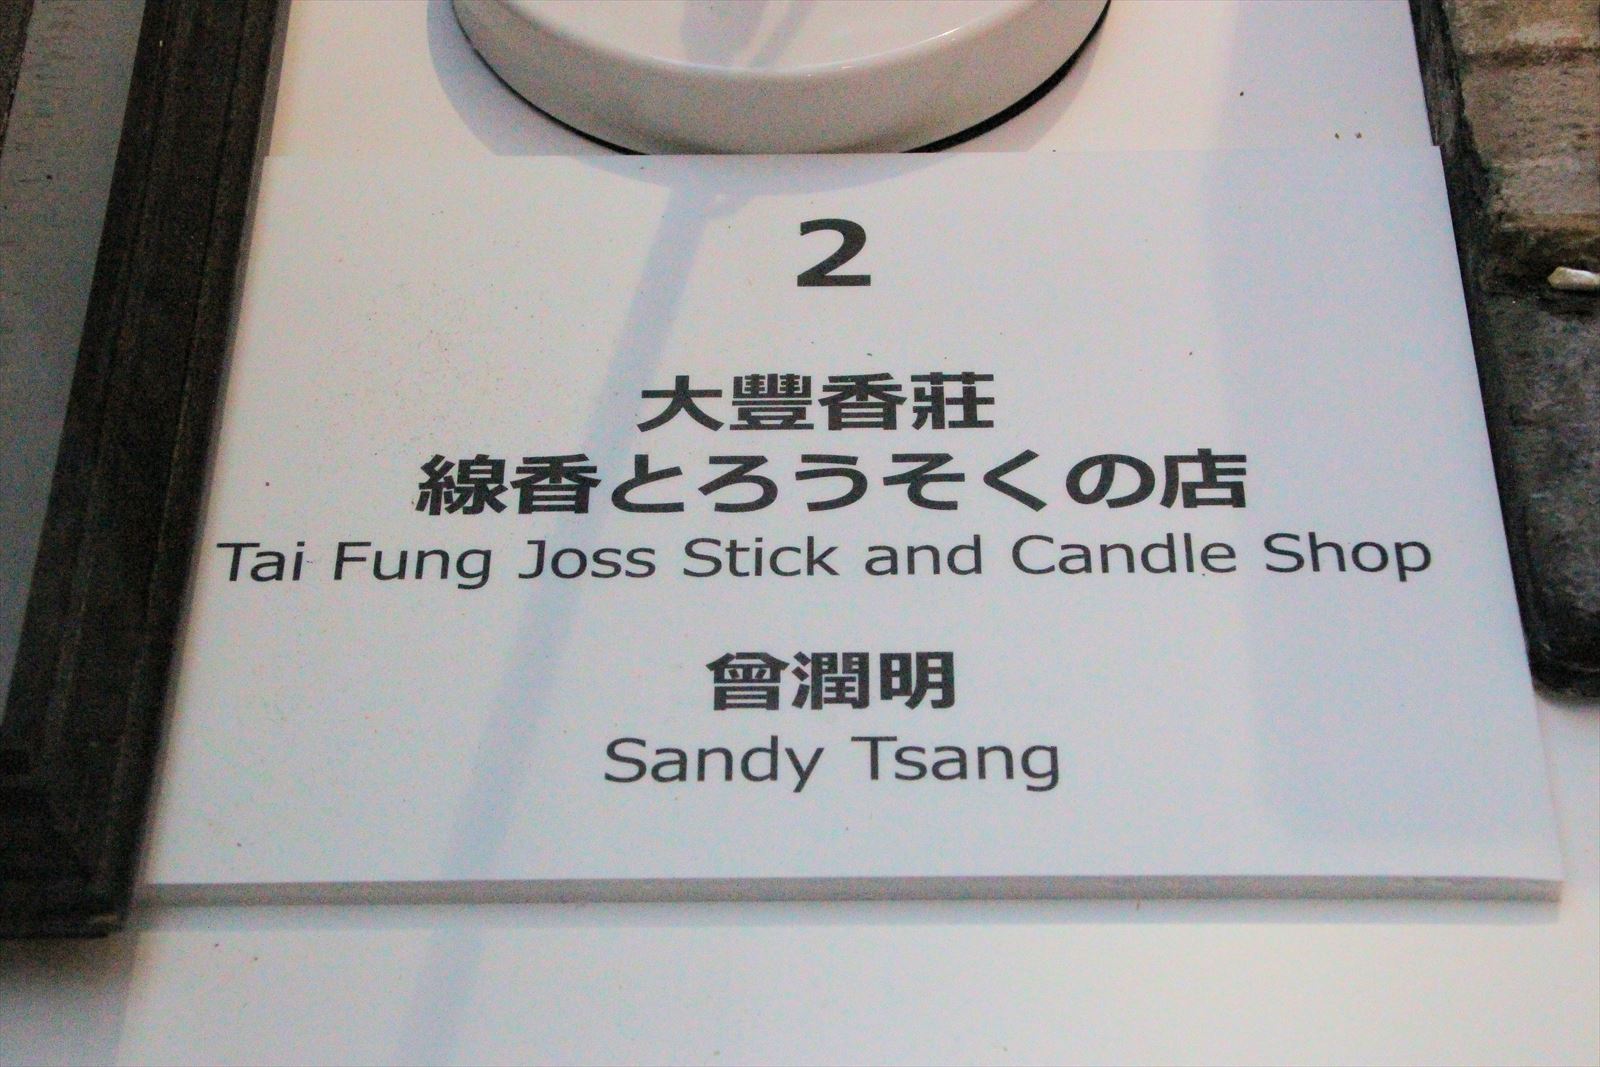 2
大豐香莊
線香とろうそくの店
Tai Fung Joss Stick and Candle Shop
曾潤明
Sandy Tsang